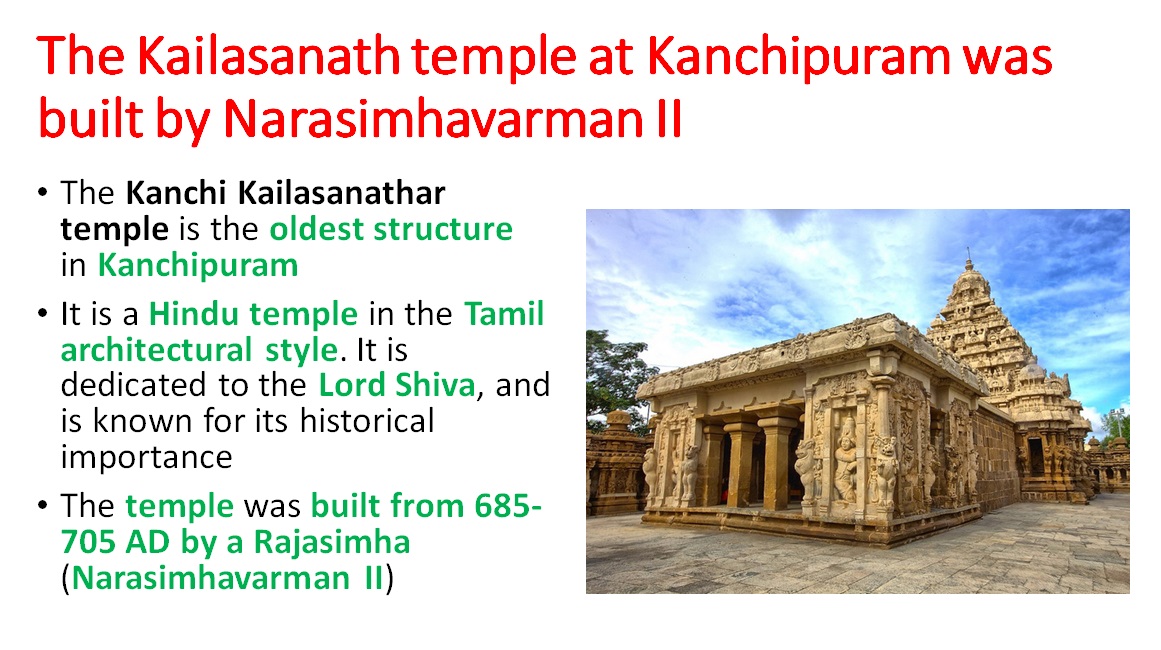 The Kailasanath temple at Kanchipuram was
built by Narasimhavarman II
• The Kanchi Kailasanathar
temple is the oldest structure
in Kanchipuram
• It is a Hindu temple in the Tamil
architectural style. It is
dedicated to the Lord Shiva, and
is known for its historical
importance
• The temple was built from 685-
705 AD by a Rajasimha
(Narasimhavarman II)